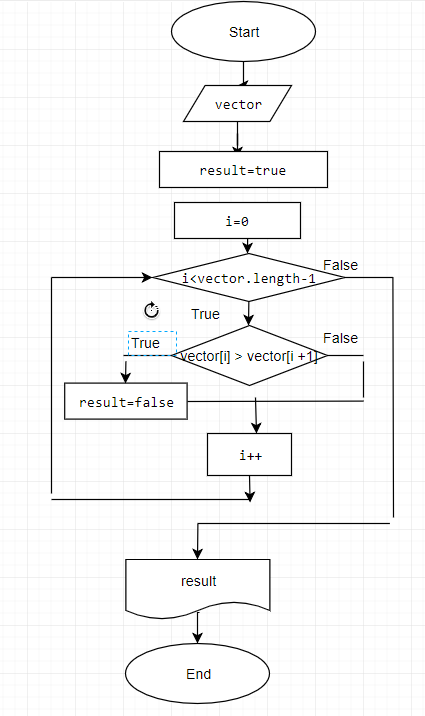 Start
vector
result=true
i=0
i<vector.length-1
False
True
True
vector[i] > vector[i +1]
False
result=false
i++
result
End